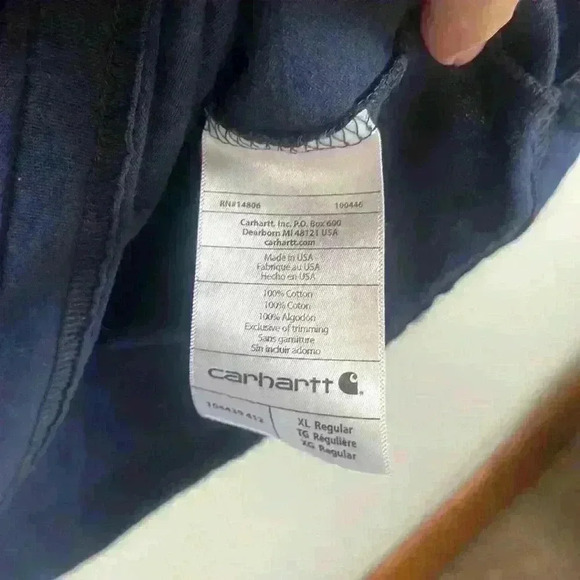 RN#14806 100446
Carhartt, Inc. P.O. Box 600
Dearborn MI 48121 USA
carhartt.com
Made in USA
Fabriqué au USA
Hecho en USA
100% Cotton
100% Coton
100% Algodón
Exclusive of trimming
Sans garniture
Sin incluir adorno
carhartt
104439 412
XL Regular
TG Régulière
XG Regular